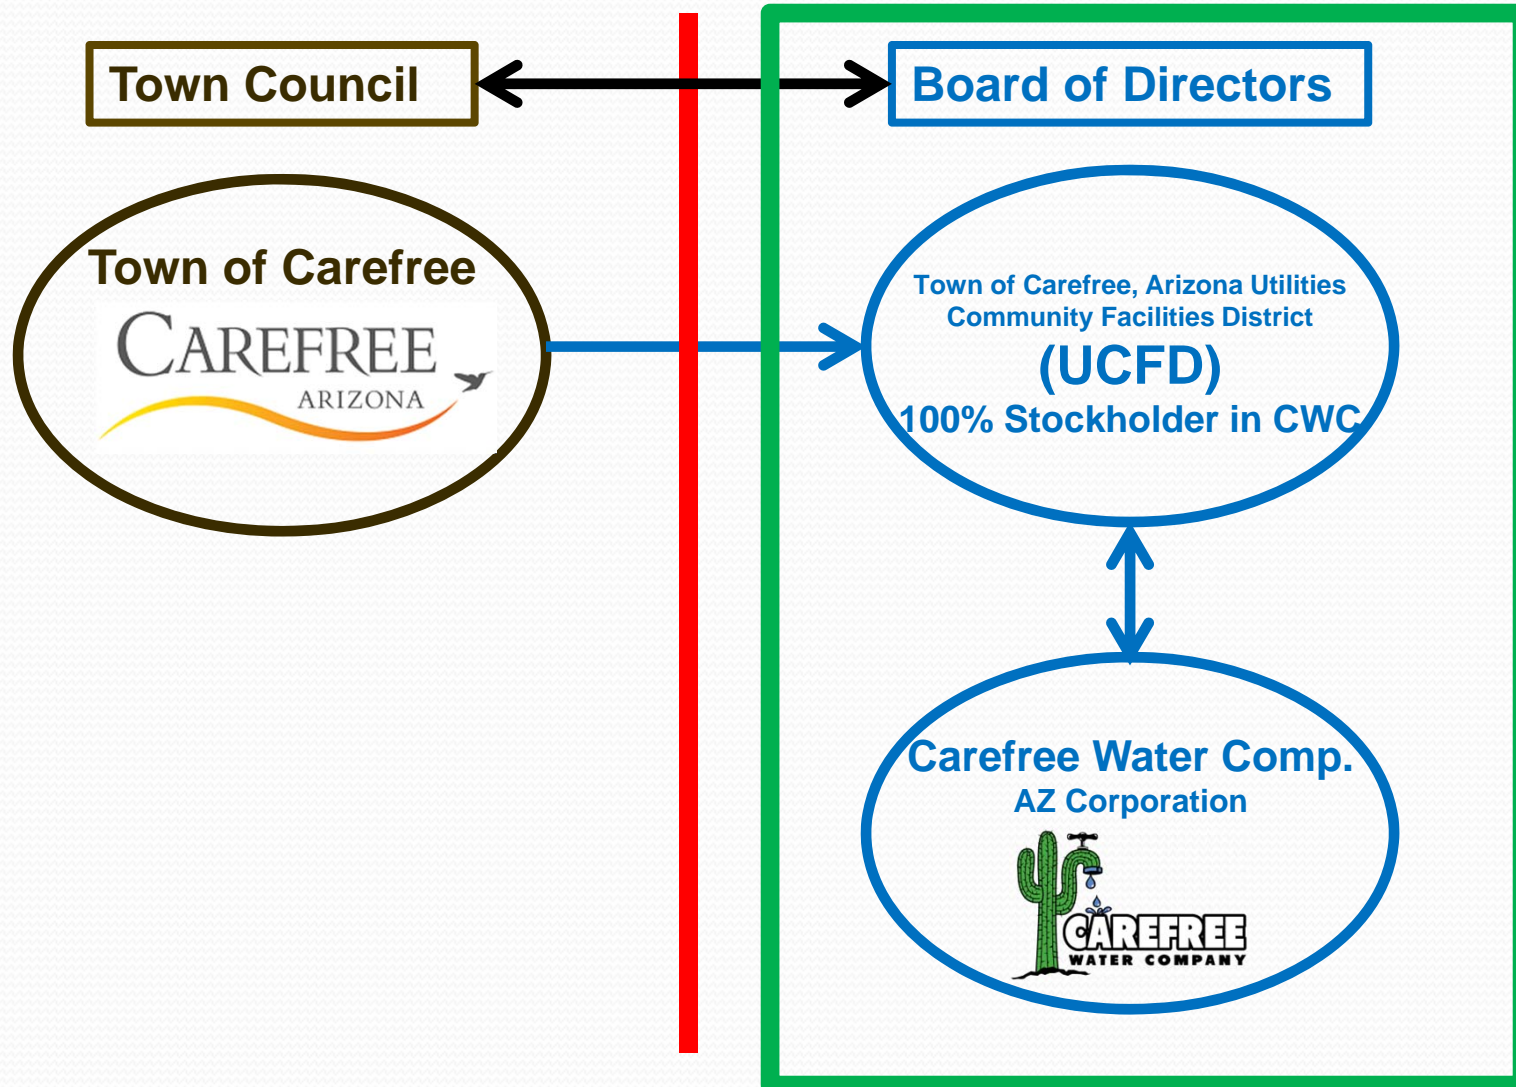 Town Council
Board of Directors
Town of Carefree
CAREFREE
ARIZONA
Town of Carefree, Arizona Utilities
Community Facilities District
(UCFD)
100% Stockholder in CWC
Carefree Water Comp.
AZ Corporation
CAREFREE
WATER COMPANY